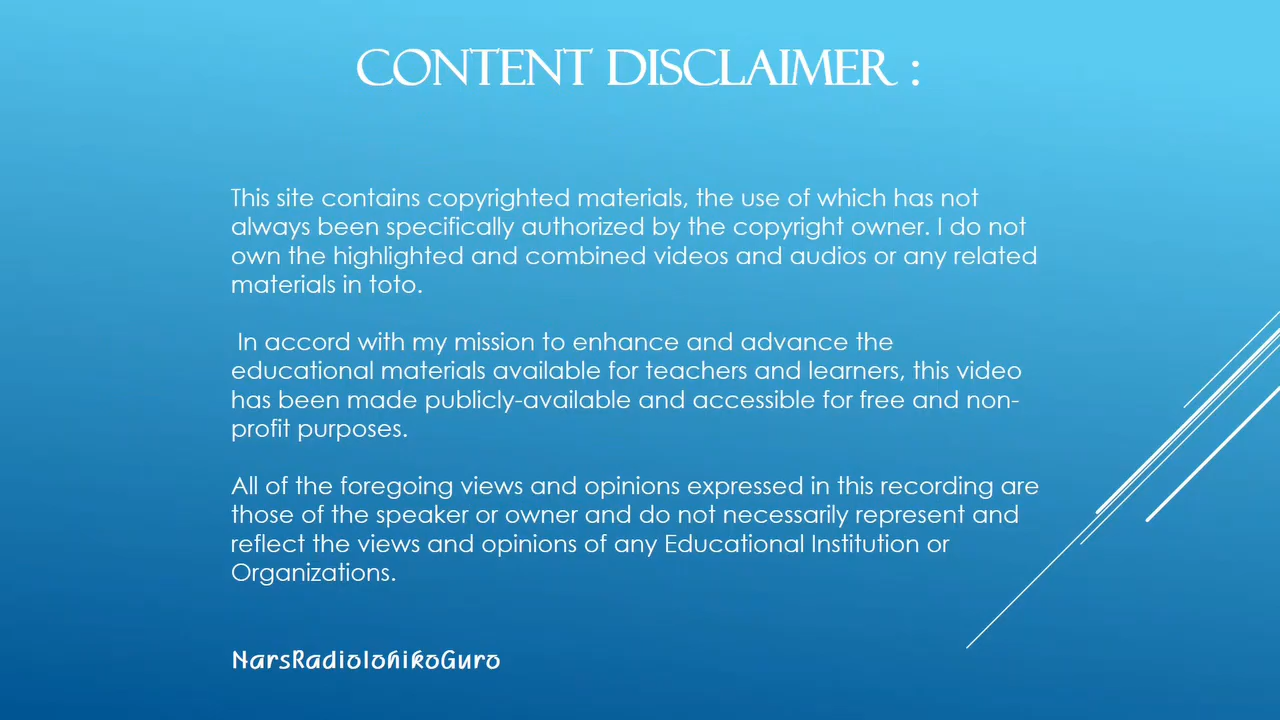 CONTENT DISCLAIMER :
This site contains copyrighted materials, the use of which has not
always been specifically authorized by the copyright owner. I do not
own the highlighted and combined videos and audios or any related
materials in toto.
In accord with my mission to enhance and advance the
educational materials available for teachers and learners, this video
has been made publicly-available and accessible for free and non-
profit purposes.
All of the foregoing views and opinions expressed in this recording are
those of the speaker or owner and do not necessarily represent and
reflect the views and opinions of any Educational Institution or
Organizations.
NarsRadiolohikoGuro